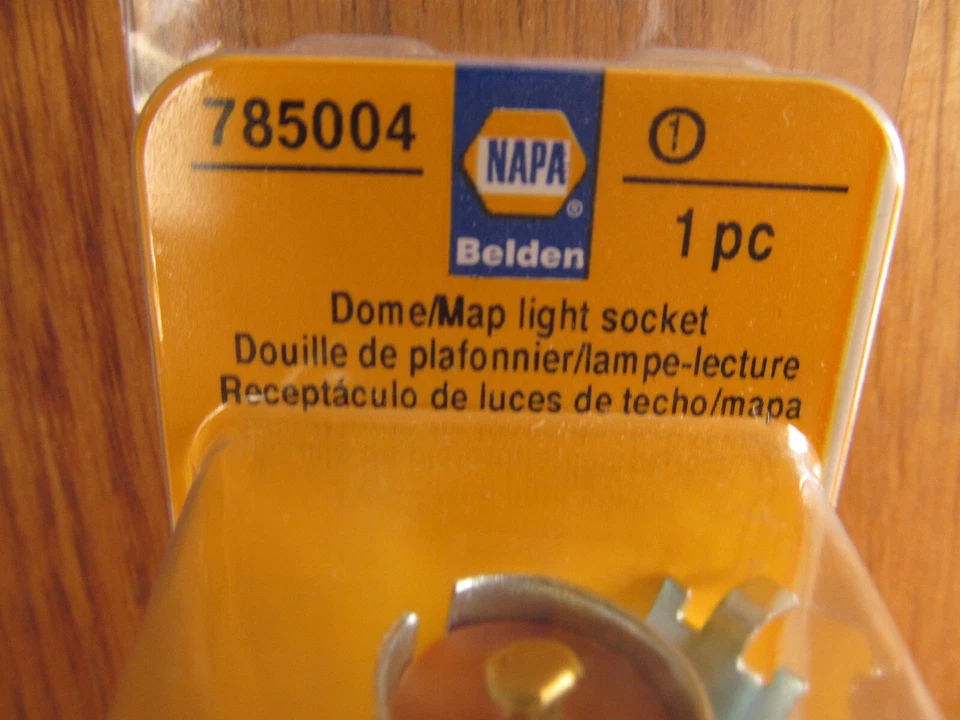 785004
NAPA
®
Belden
1
1 pc
Dome/Map light socket
Douille de plafonnier/lampe-lecture
Receptáculo de luces de techo/mapa